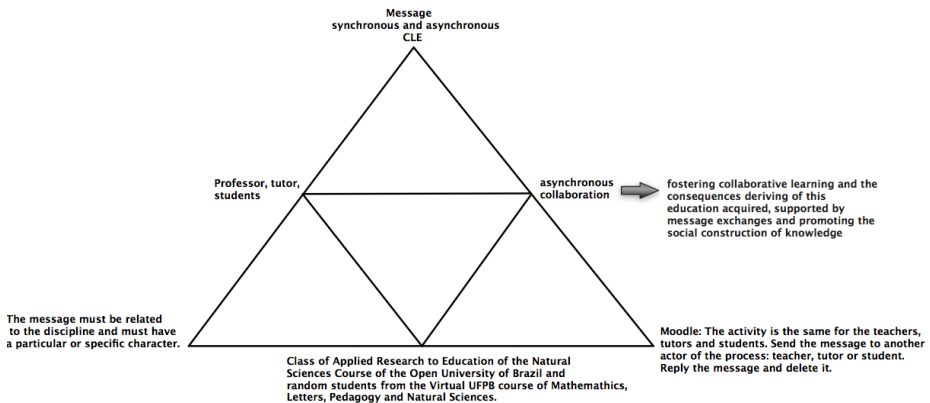 Message
synchronous and asynchronous
CLE
Professor, tutor,
students
asynchronous
collaboration
fostering collaborative learning and the
consequences deriving of this
education acquired, supported by
message exchanges and promoting the
social construction of knowledge
The message must be related
to the discipline and must have
a particular or specific character.
Moodle: The activity is the same for the teachers,
tutors and students. Send the message to another
actor of the process: teacher, tutor or student.
Reply the message and delete it.
Class of Applied Research to Education of the Natural
Sciences Course of the Open University of Brazil and
random students from the Virtual UFPB course of Mathemathics,
Letters, Pedagogy and Natural Sciences.